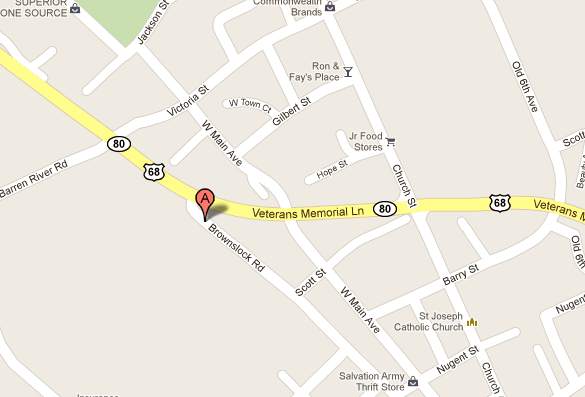 SUPERIOR
ONE SOURCE
Commonwealth
Brands
Jackson St
Ron &
Fay's Place
Old 6th Ave
Victoria St
W Town Ct
Gilbert St
80
W Main Ave
Jr Food
Stores
Scott
Hope St
Barren River Rd
68
Church St
Beauty A
A
Veterans Memorial Ln
80
68
Veterans M
Brownslock Rd
Old 6th
Scott St
Barry St
W Main Ave
St Joseph
Catholic Church
Nugent
Nugent St
Salvation Army
Thrift Store
Church
Insurance